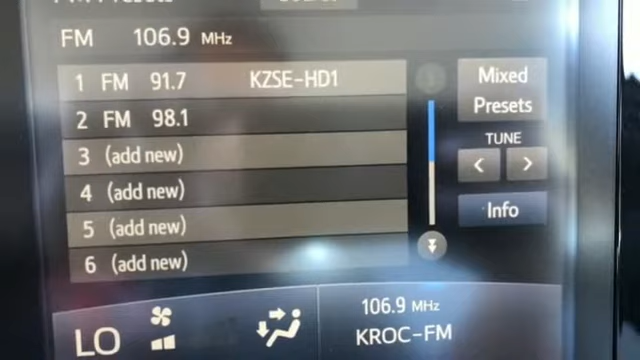 FM 106.9 MHz
1 FM 91.7 KZSE-HD1
2 FM 98.1
3 (add new)
4 (add new)
5 (add new)
6 (add new)
Mixed
Presets
TUNE
< >
Info
LO
106.9 MHz
KROC-FM